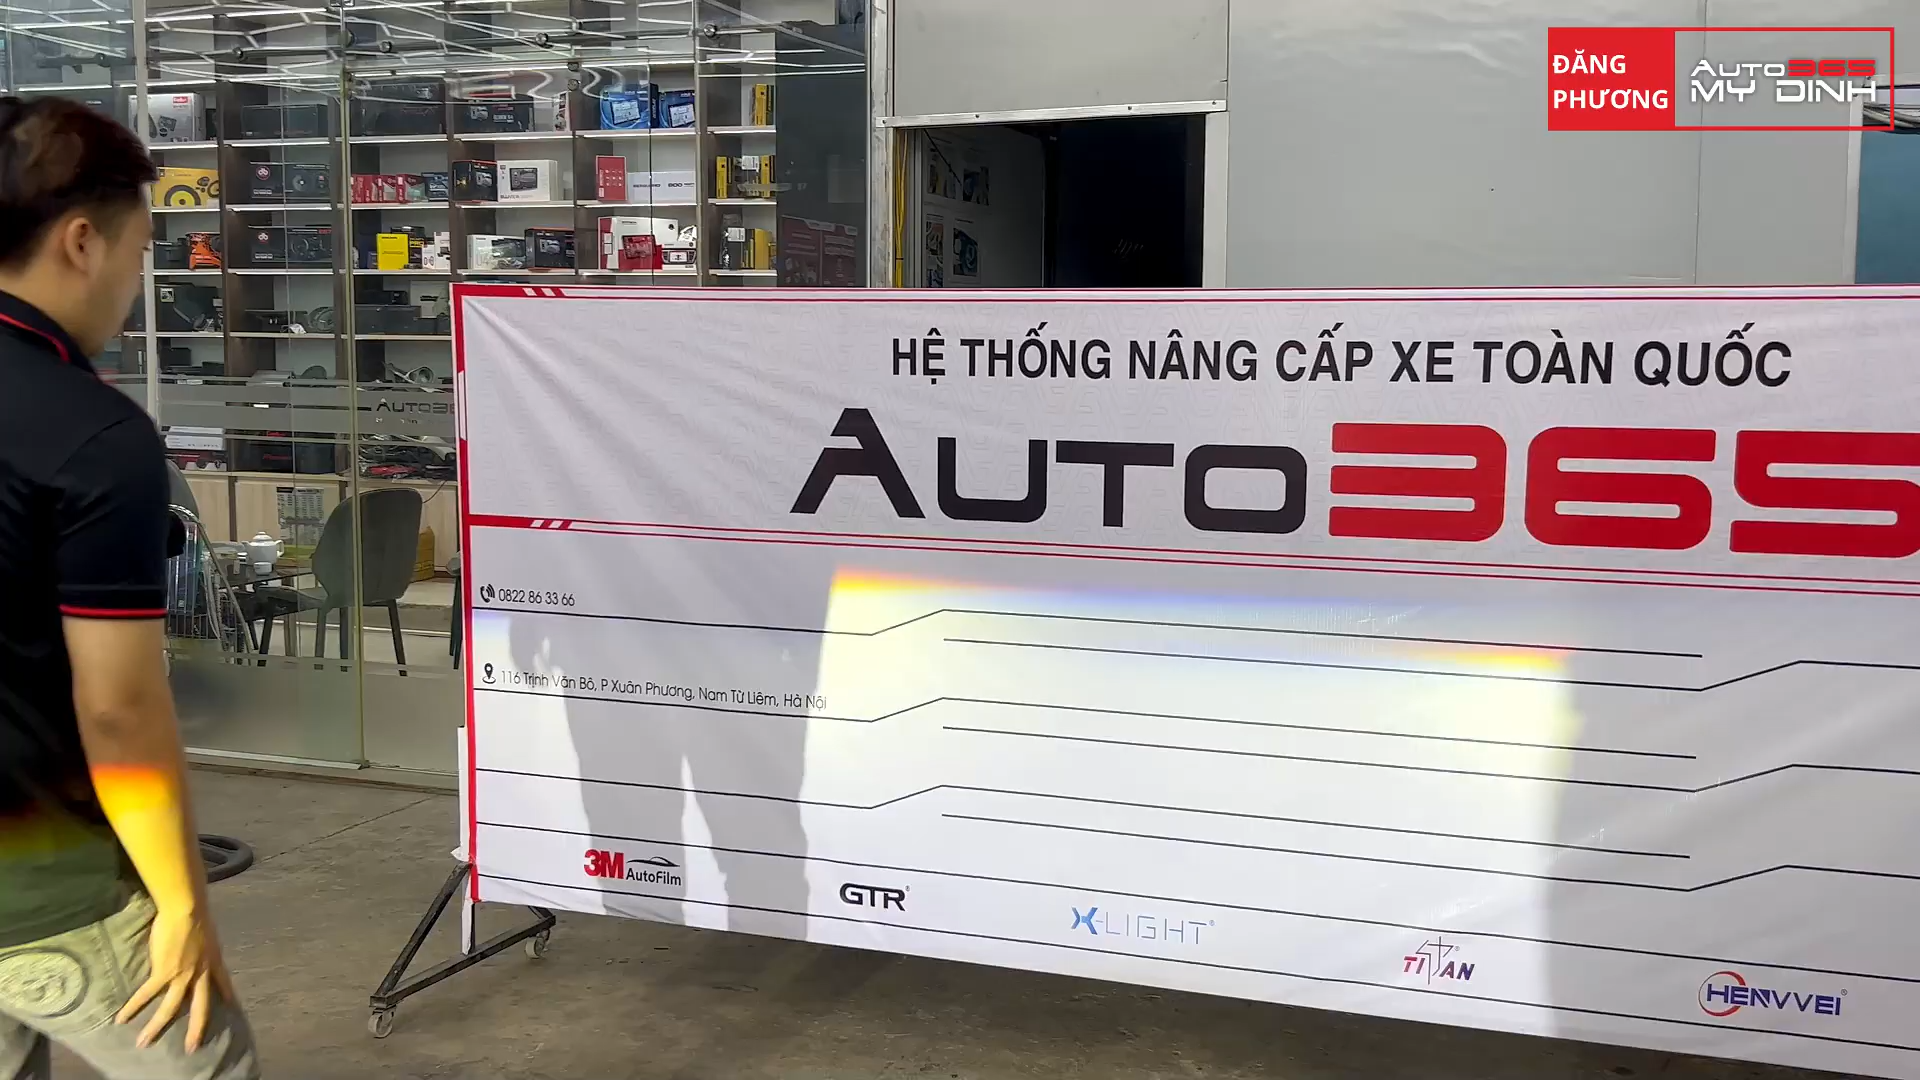 ĐĂNG
PHƯƠNG
AUTO365
MY DINH
HỆ THỐNG NÂNG CẤP XE TOÀN QUỐC
AUTO365
0822 86 33 66
116 Trịnh Văn Bô, P Xuân Phương, Nam Từ Liêm, Hà Nội
3M AutoFilm
GTR®
X-LIGHT®
TITAN®
HENVVEI®